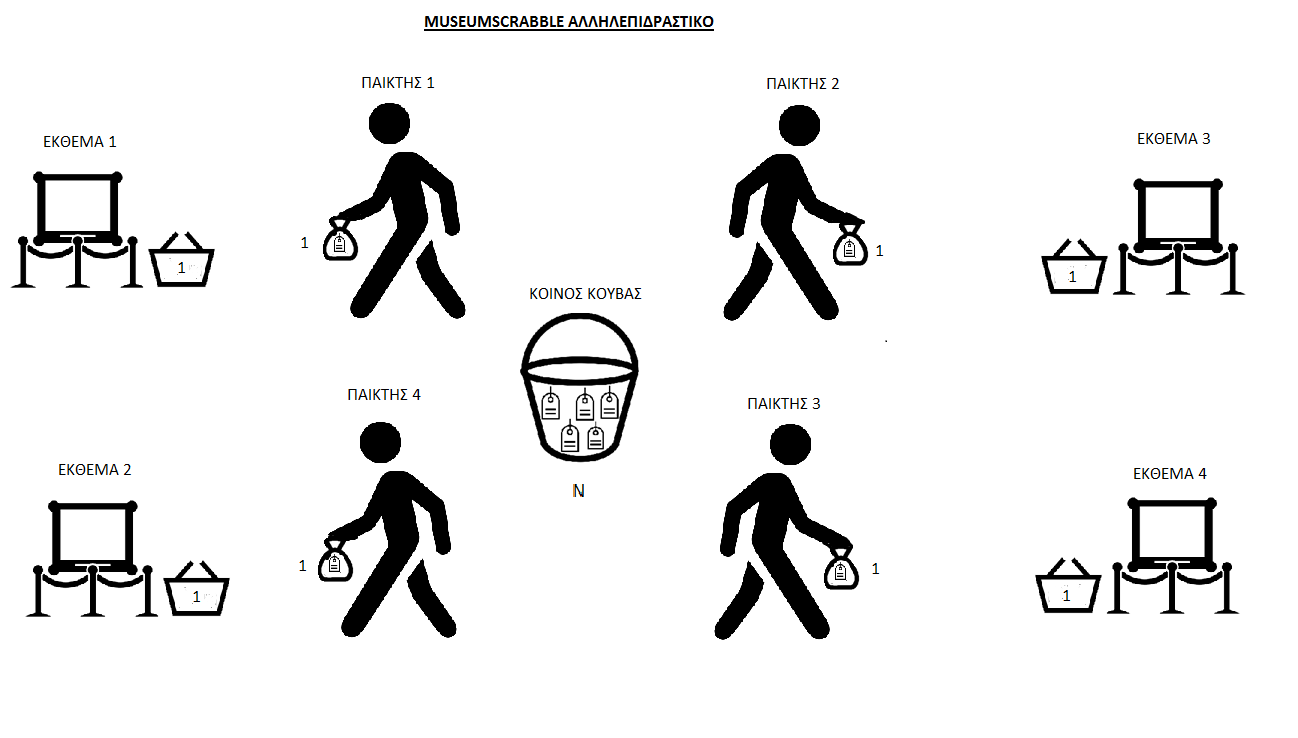 MUSEUMSCRABBLE ΑΛΛΗΛΕΠΙΔΡΑΣΤΙΚΟ
ΠΑΙΚΤΗΣ 1
ΠΑΙΚΤΗΣ 2
ΕΚΘΕΜΑ 1
ΕΚΘΕΜΑ 3
1
1
1
1
ΚΟΙΝΟΣ ΚΟΥΒΑΣ
ΠΑΙΚΤΗΣ 4
ΠΑΙΚΤΗΣ 3
ΕΚΘΕΜΑ 2
ΕΚΘΕΜΑ 4
N
1
1
1
1